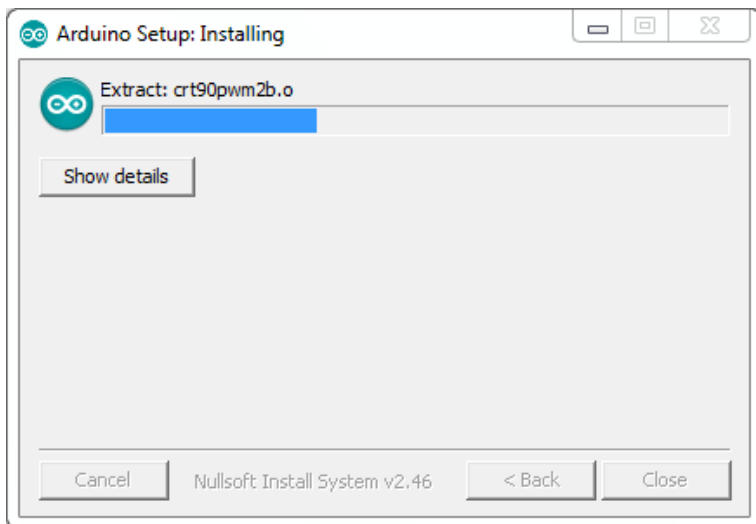 Arduino Setup: Installing
Extract: crt90pwm2b.o
Show details
Cancel Nullsoft Install System v2.46 < Back Close